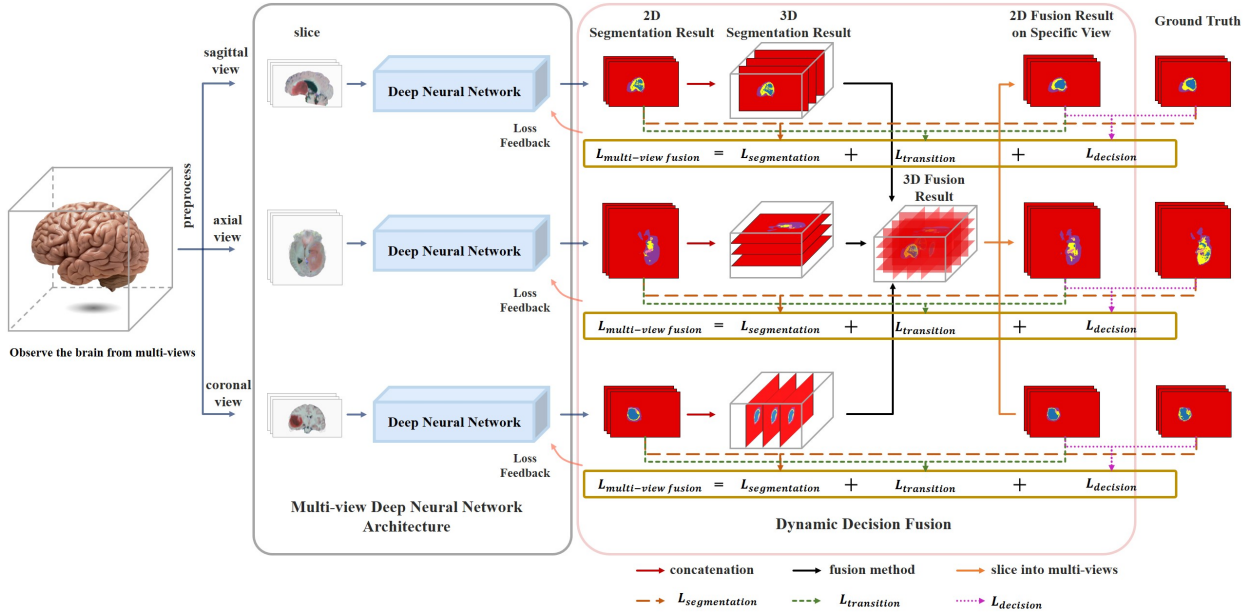 slice
2D
Segmentation Result
3D
Segmentation Result
2D Fusion Result
on Specific View
Ground Truth
sagittal
view
Deep Neural Network
Loss
Feedback
L_multi−view fusion = L_segmentation + L_transition + L_decision
preprocess
axial
view
Deep Neural Network
3D Fusion
Result
Loss
Feedback
L_multi−view fusion = L_segmentation + L_transition + L_decision
Observe the brain from multi-views
coronal
view
Deep Neural Network
Loss
Feedback
L_multi−view fusion = L_segmentation + L_transition + L_decision
Multi-view Deep Neural Network
Architecture
Dynamic Decision Fusion
concatenation
fusion method
slice into multi-views
L_segmentation
L_transition
L_decision